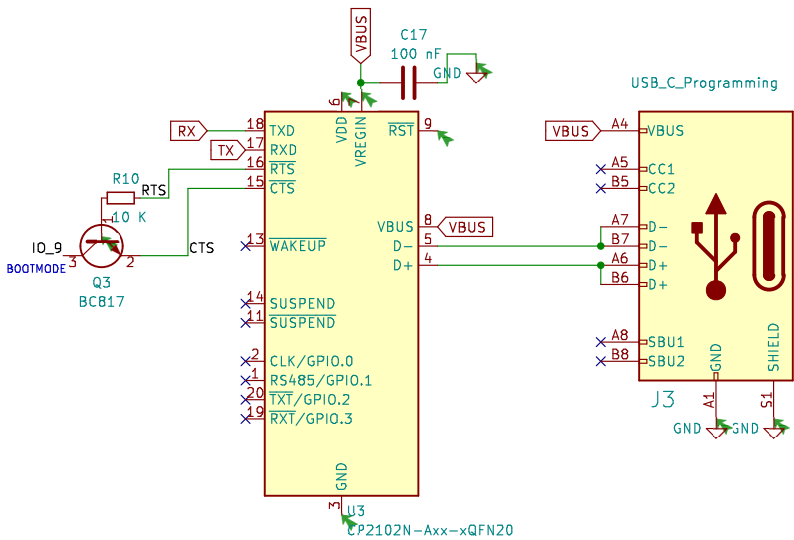 VBUS
C17
100 nF
GND
USB_C_Programming
6
7
18 TXD
RX
17 RXD
TX
16 RTS
15 CTS
VDD
VREGIN
RST 9
VBUS
A4 VBUS
A5 CC1
B5 CC2
R10
RTS
10 K
1
IO_9
BOOTMODE
3
2
CTS
Q3
BC817
13 WAKEUP
VBUS 8
VBUS
D- 5
D+ 4
A7 D-
B7 D-
A6 D+
B6 D+
14 SUSPEND
11 SUSPEND
2 CLK/GPIO.0
1 RS485/GPIO.1
20 TXT/GPIO.2
19 RXT/GPIO.3
A8 SBU1
B8 SBU2
GND
SHIELD
J3
A1
S1
GND
GND
GND
3
U3
CP2102N-Axx-xQFN20